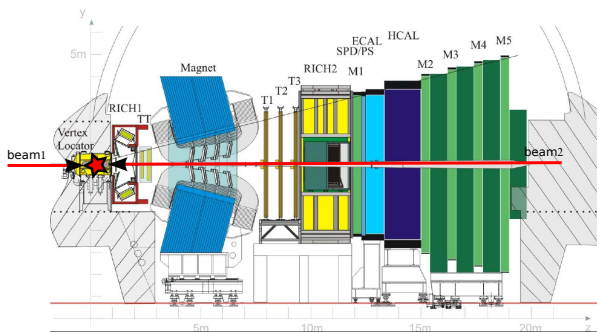 y
5m
Magnet
RICH1
TT
Vertex
Locator
T1
T2
T3
RICH2
SPD/PS
M1
ECAL
HCAL
M2
M3
M4
M5
beam1
beam2
5m
10m
15m
20m
z